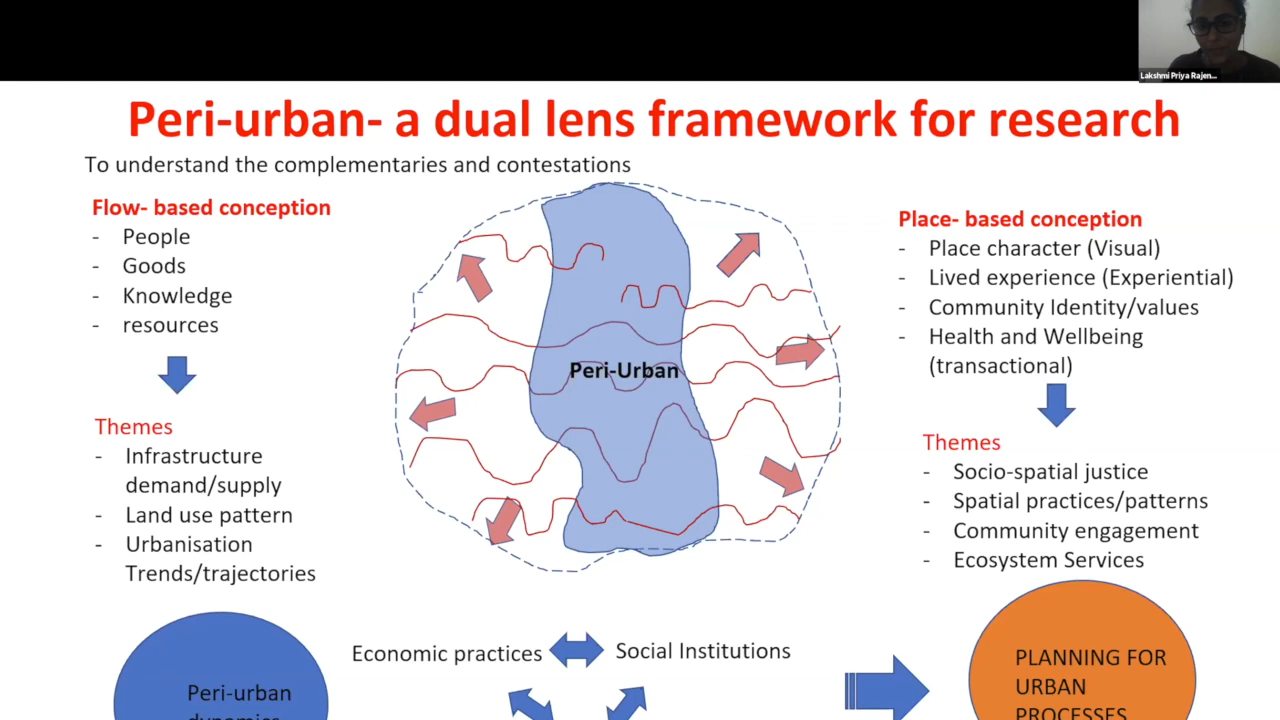 Lakshmi Priya Rajen...
Peri-urban- a dual lens framework for research
To understand the complementaries and contestations
Flow- based conception
- People
- Goods
- Knowledge
- resources
Themes
- Infrastructure
demand/supply
- Land use pattern
- Urbanisation
Trends/trajectories
Peri-Urban
Place- based conception
- Place character (Visual)
- Lived experience (Experiential)
- Community Identity/values
- Health and Wellbeing
(transactional)
Themes
- Socio-spatial justice
- Spatial practices/patterns
- Community engagement
- Ecosystem Services
Peri-urban
dynamics
Economic practices
Social Institutions
PLANNING FOR
URBAN
PROCESSES